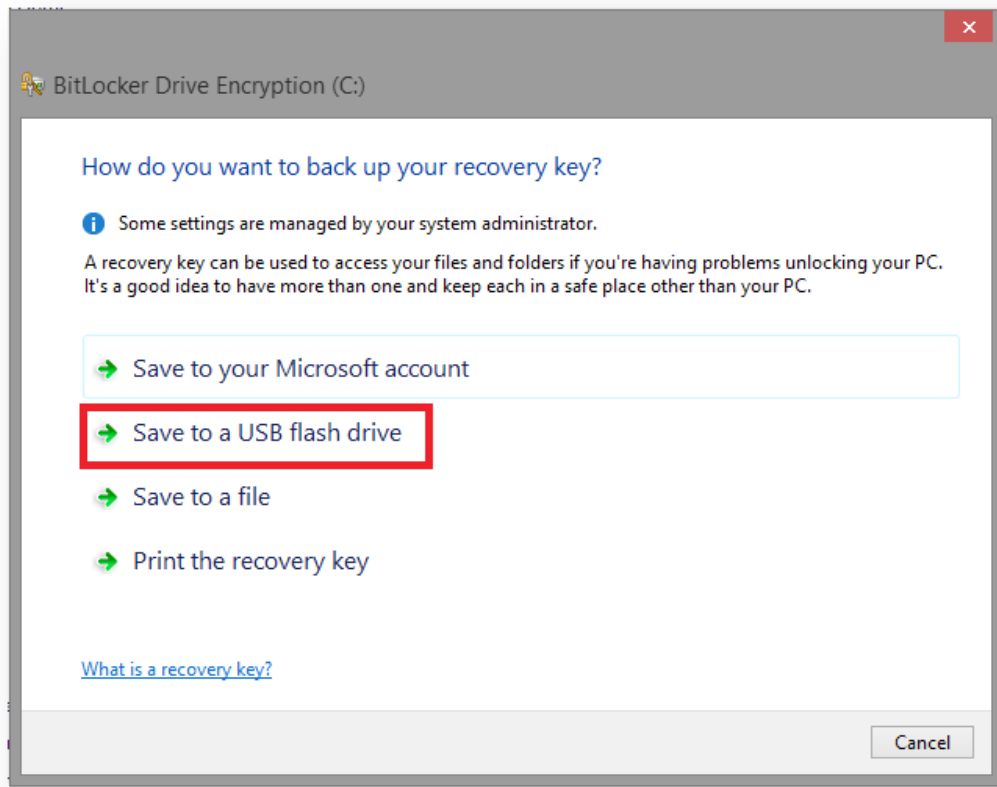 BitLocker Drive Encryption (C:)
How do you want to back up your recovery key?
Some settings are managed by your system administrator.
A recovery key can be used to access your files and folders if you're having problems unlocking your PC.
It's a good idea to have more than one and keep each in a safe place other than your PC.
Save to your Microsoft account
Save to a USB flash drive
Save to a file
Print the recovery key
What is a recovery key?
Cancel